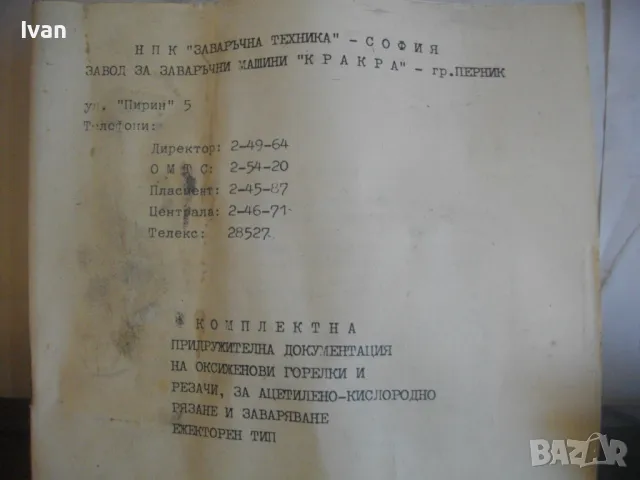 Ivan
НПК "ЗАВАРЪЧНА ТЕХНИКА" - СОФИЯ
ЗАВОД ЗА ЗАВАРЪЧНИ МАШИНИ "КРАКРА" - гр.ПЕРНИК
ул. "Пирин" 5
Телефони:
Директор: 2-49-64
ОМТС: 2-54-20
Пласмент: 2-45-87
Централа: 2-46-71
Телекс: 28527
КОМПЛЕКТНА
ПРИДРУЖИТЕЛНА ДОКУМЕНТАЦИЯ
НА ОКСИЖЕНОВИ ГОРЕЛКИ И
РЕЗАЧИ, ЗА АЦЕТИЛЕНО-КИСЛОРОДНО
РЯЗАНЕ И ЗАВАРЯВАНЕ
ЕЖЕКТОРЕН ТИП
BAZAR